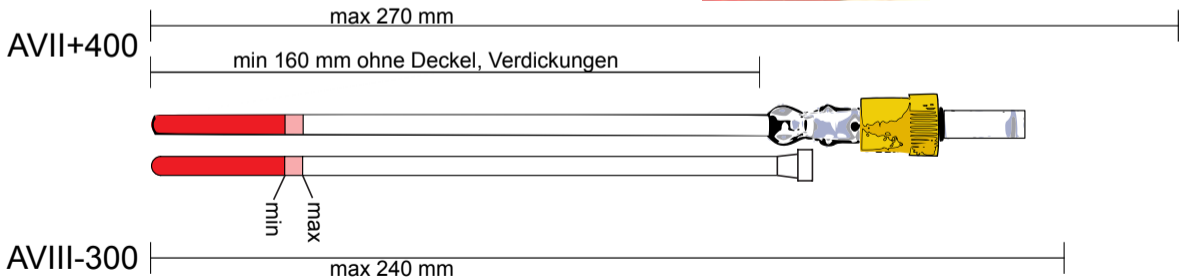 max 270 mm
AVII+400
min 160 mm ohne Deckel, Verdickungen
min
max
AVIII-300
max 240 mm